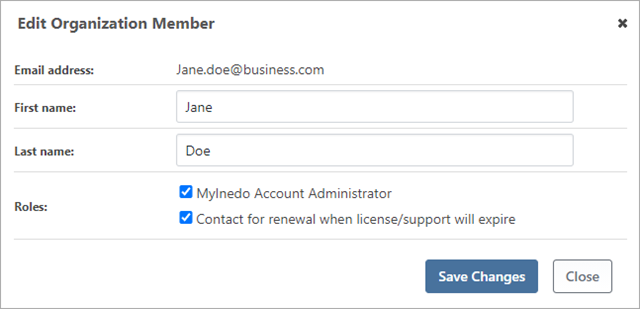 Edit Organization Member
Email address: Jane.doe@business.com
First name: Jane
Last name: Doe
Roles:
MyInedo Account Administrator
Contact for renewal when license/support will expire
Save Changes Close